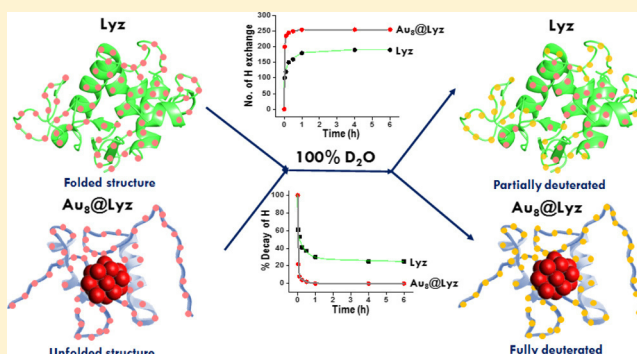 Lyz
Folded structure
Au8@Lyz
Unfolded structure
No. of H exchange
300
250
200
150
100
50
0
Au8@Lyz
Lyz
0 1 2 3 4 5 6
Time (h)
100% D2O
% Decay of H
100
80
60
40
20
0
Lyz
Au8@Lyz
0 1 2 3 4 5 6
Time (h)
Lyz
Partially deuterated
Au8@Lyz
Fully deuterated